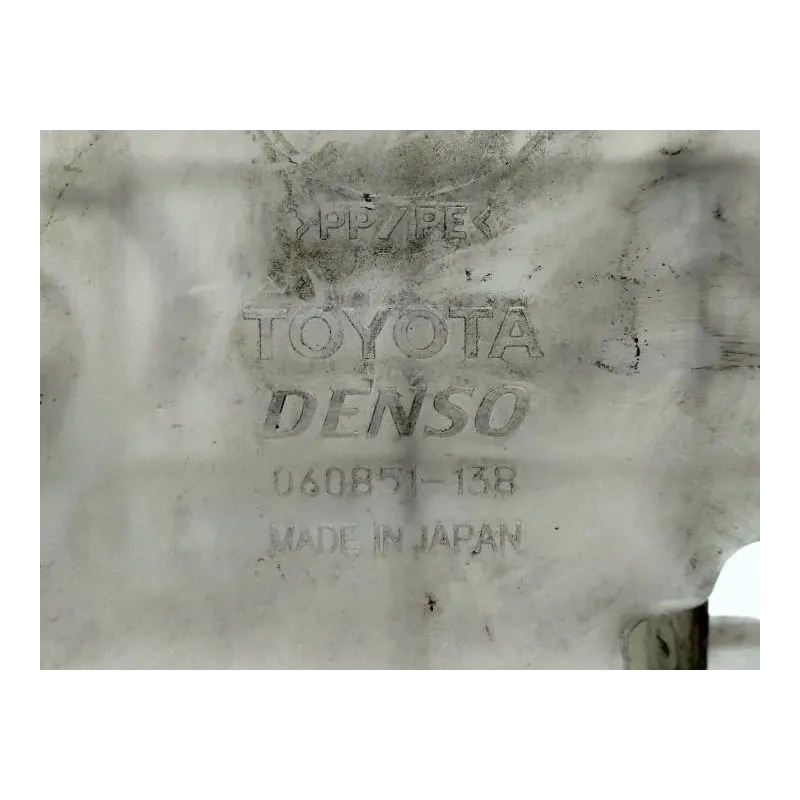 >PP/PE<
TOYOTA
DENSO
060851-138
MADE IN JAPAN